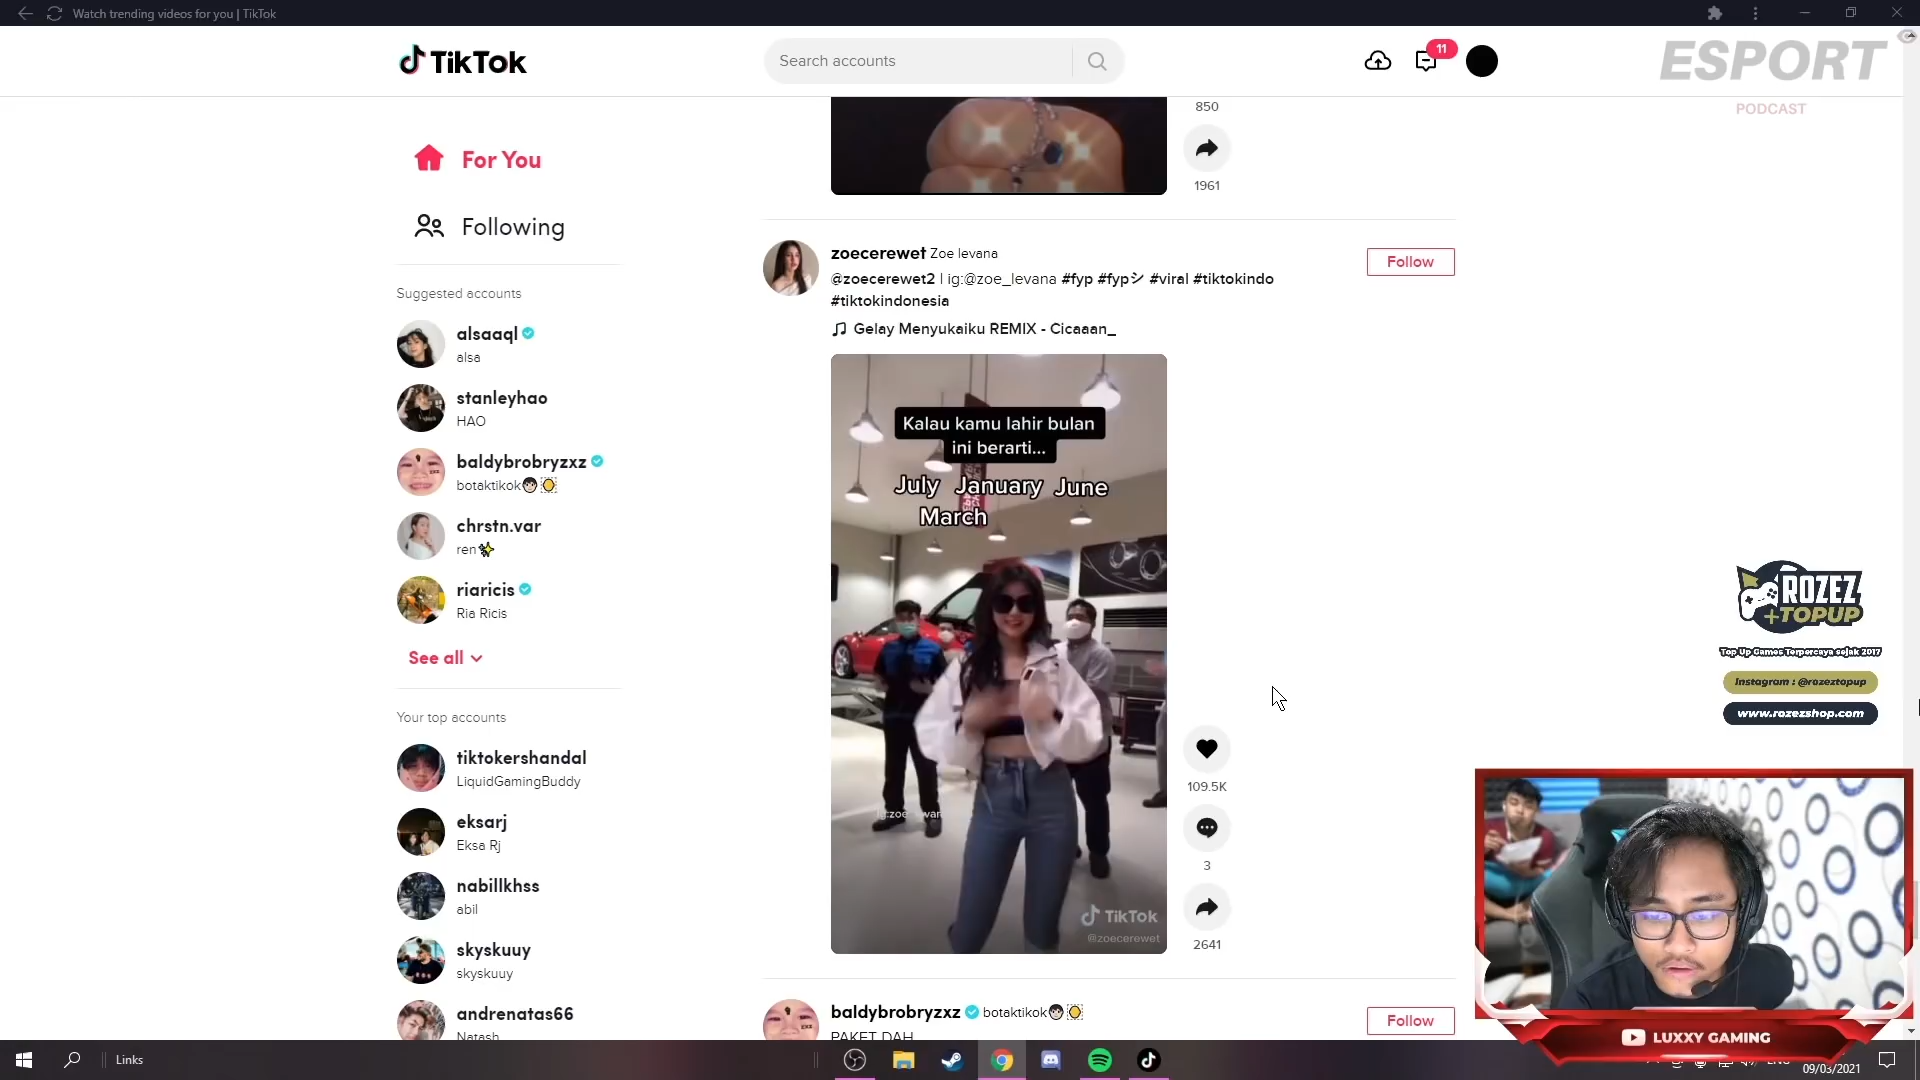 Watch trending videos for you | TikTok
TikTok
Search accounts
11
ESPORT
PODCAST
For You
Following
Suggested accounts
alsaaql
alsa
stanleyhao
HAO
baldybrobryzxz
botaktikok
chrstn.var
ren
riaricis
Ria Ricis
See all
Your top accounts
tiktokershandal
LiquidGamingBuddy
eksarj
Eksa Rj
nabillkhss
abil
skyskuuy
skyskuuy
andrenatas66
Natash
850
1961
zoecerewet Zoe levana
@zoecerewet2 | ig:@zoe_levana #fyp #fypシ #viral #tiktokindo
#tiktokindonesia
Gelay Menyukaiku REMIX - Cicaaan_
Follow
Kalau kamu lahir bulan
ini berarti...
July January June
March
TikTok
@zoecerewet
109.5K
3
2641
baldybrobryzxz botaktikok
PAKET DAH
Follow
ROZEZ
+TOPUP
Top Up Games Terpercaya sejak 2017
Instagram : @rozeztopup
www.rozezshop.com
LUXXY GAMING
Links
ENG
09/03/2021